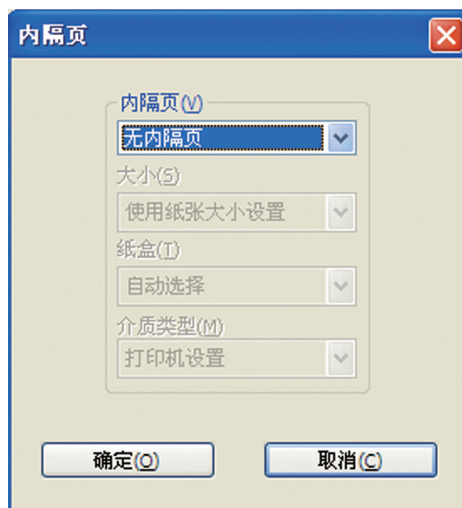 内隔页
内隔页(V)
无内隔页
大小(S)
使用纸张大小设置
纸盒(T)
自动选择
介质类型(M)
打印机设置
确定(O) 取消(C)